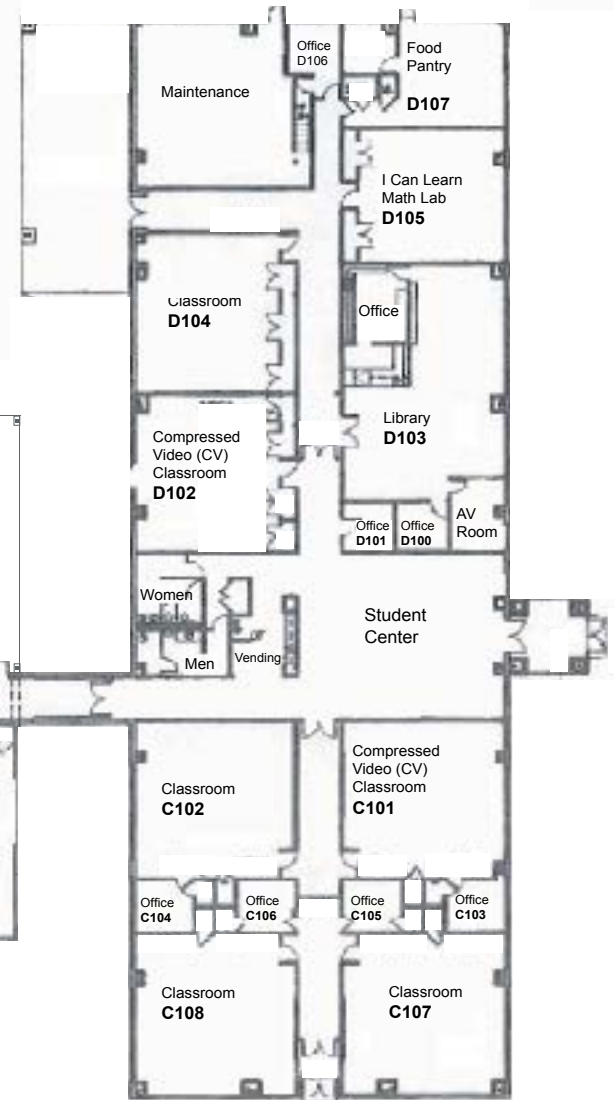 Office
D106
Food
Pantry
D107
Maintenance
I Can Learn
Math Lab
D105
Classroom
D104
Office
Library
D103
Compressed
Video (CV)
Classroom
D102
Office
D101
Office
D100
AV
Room
Women
Men
Vending
Student
Center
Classroom
C102
Compressed
Video (CV)
Classroom
C101
Office
C104
Office
C106
Office
C105
Office
C103
Classroom
C108
Classroom
C107